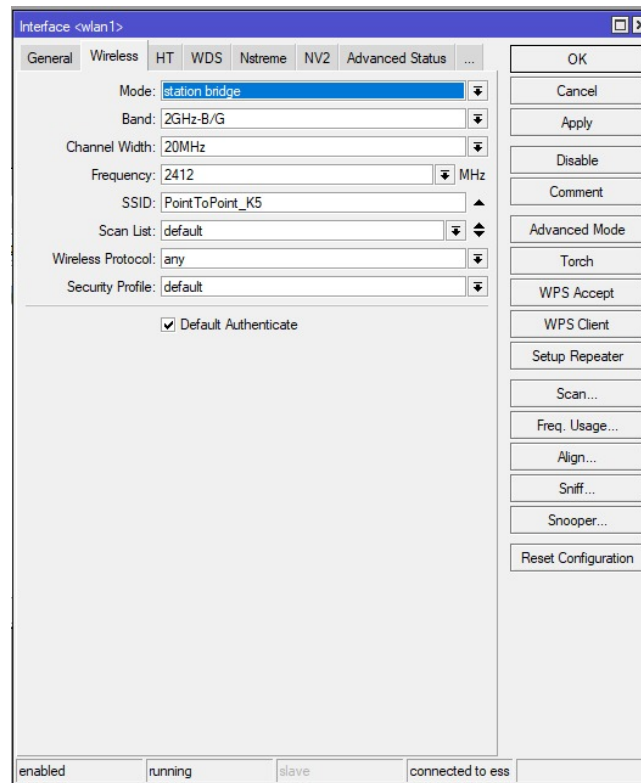 Interface <wlan1>
General Wireless HT WDS Nstreme NV2 Advanced Status ...
Mode: station bridge
Band: 2GHz-B/G
Channel Width: 20MHz
Frequency: 2412 MHz
SSID: PointToPoint_K5
Scan List: default
Wireless Protocol: any
Security Profile: default
Default Authenticate
OK
Cancel
Apply
Disable
Comment
Advanced Mode
Torch
WPS Accept
WPS Client
Setup Repeater
Scan...
Freq. Usage...
Align...
Sniff...
Snooper...
Reset Configuration
enabled running slave connected to ess